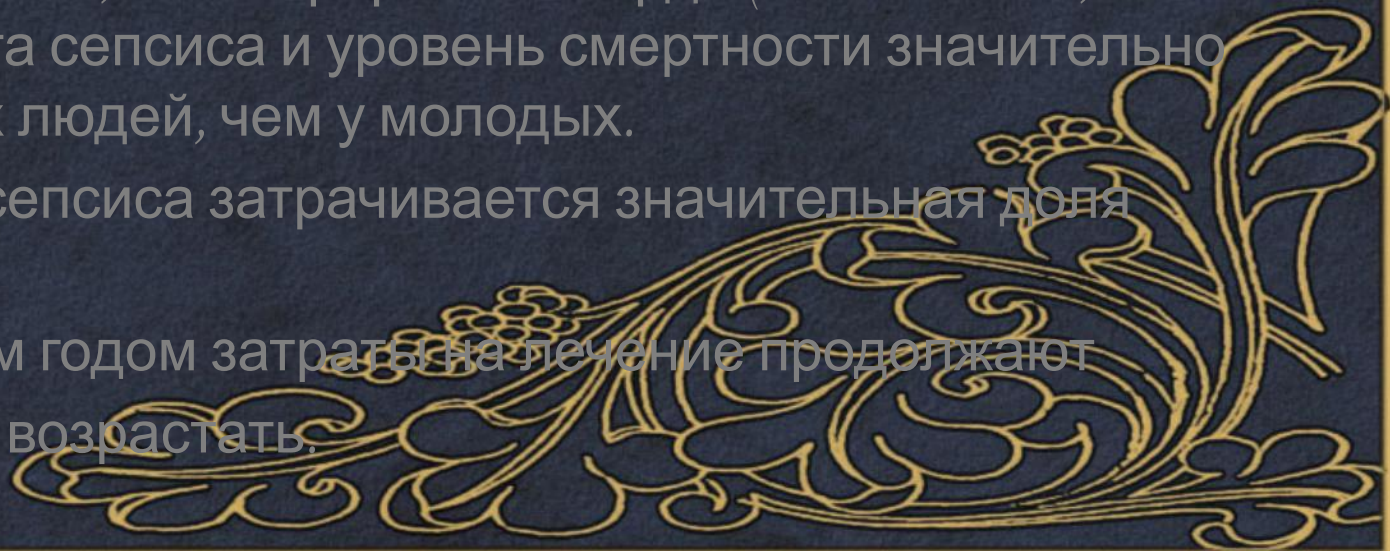 та сепсиса и уровень смертности значительно
х людей, чем у молодых.
сепсиса затрачивается значительная доля
м годом затраты на лечение продолжают
возрастать.